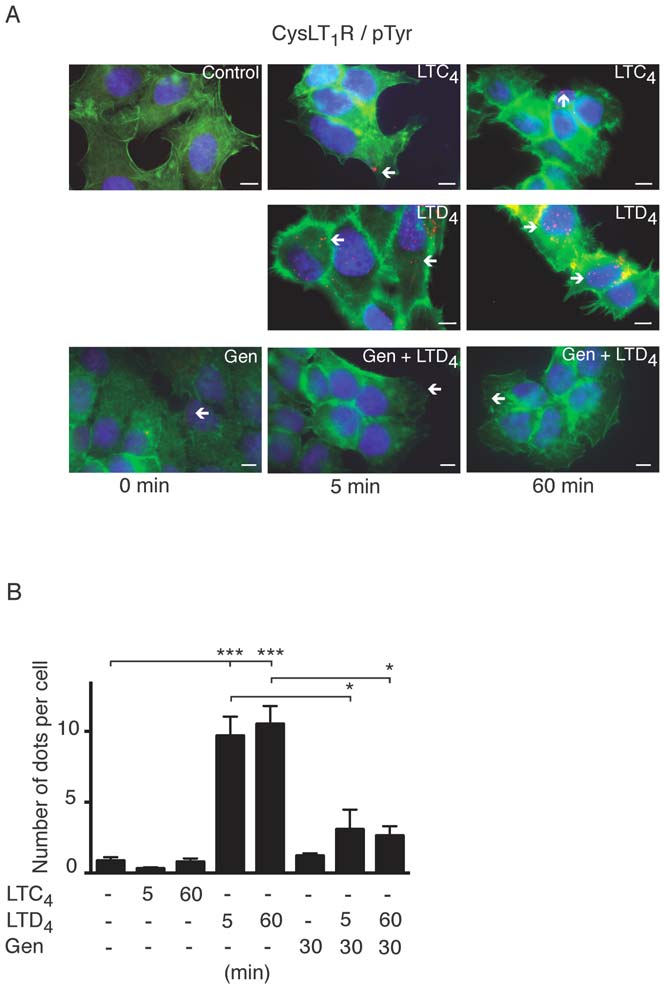 A
CysLT1R / pTyr
Control
LTC4
LTC4
LTD4
LTD4
Gen
Gen + LTD4
Gen + LTD4
0 min
5 min
60 min
B
*** ***
*
*
Number of dots per cell
10
5
0
LTC4 - 5 60 - - - - -
LTD4 - - - 5 60 - 5 60
Gen - - - - - 30 30 30
(min)